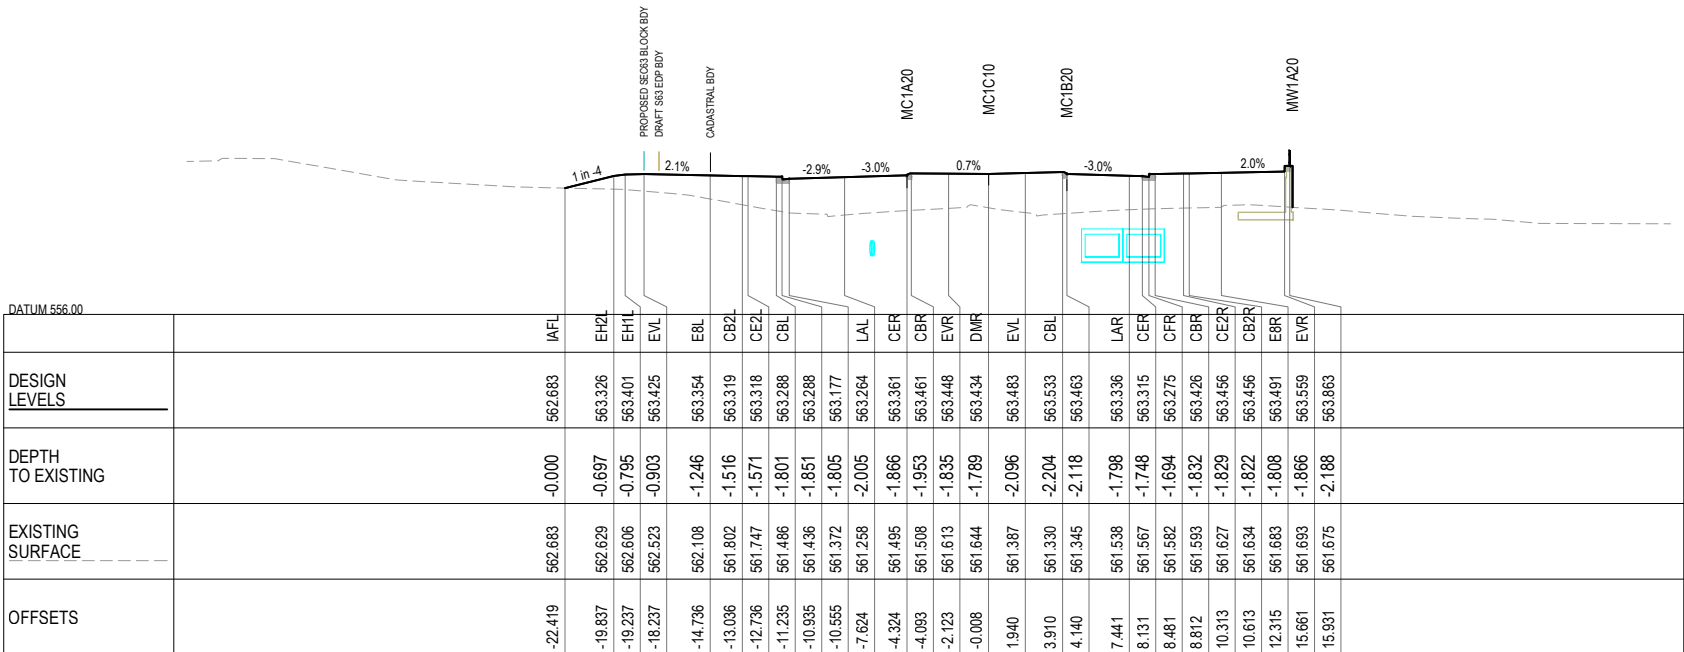 PROPOSED SEC63 BLOCK BDY
DRAFT S63 EDP BDY
CADASTRAL BDY
MC1A20
MC1C10
MC1B20
MW1A20
1 in -4
2.1%
-2.9%
-3.0%
0.7%
-3.0%
2.0%
DATUM 556.00
IAFL EH2L EH1L EVL E8L CB2L CE2L CBL LAL CER CBR EVR DMR EVL CBL LAR CER CFR CBR CE2R CB2R E8R EVR
DESIGN
LEVELS
562.683 563.326 563.401 563.425 563.354 563.319 563.318 563.288 563.288 563.177 563.264 563.361 563.461 563.448 563.434 563.483 563.533 563.463 563.336 563.315 563.275 563.426 563.456 563.456 563.491 563.559 563.863
DEPTH
TO EXISTING
-0.000 -0.697 -0.795 -0.903 -1.246 -1.516 -1.571 -1.801 -1.851 -1.805 -2.005 -1.866 -1.953 -1.835 -1.789 -2.096 -2.204 -2.118 -1.798 -1.748 -1.694 -1.832 -1.829 -1.822 -1.808 -1.866 -2.188
EXISTING
SURFACE
562.683 562.629 562.606 562.523 562.108 561.802 561.747 561.486 561.436 561.372 561.258 561.495 561.508 561.613 561.644 561.387 561.330 561.345 561.538 561.567 561.582 561.593 561.627 561.634 561.683 561.693 561.675
OFFSETS
-22.419 -19.837 -19.237 -18.237 -14.736 -13.036 -12.736 -11.235 -10.935 -10.555 -7.624 -4.324 -4.093 -2.123 -0.008 1.940 3.910 4.140 7.441 8.131 8.481 8.812 10.313 10.613 12.315 15.661 15.931